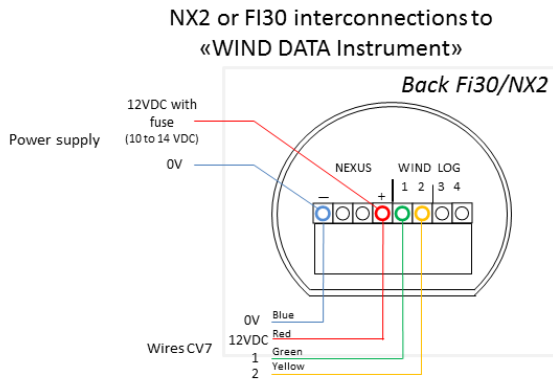 NX2 or FI30 interconnections to
«WIND DATA Instrument»
Back Fi30/NX2
12VDC with
fuse
(10 to 14 VDC)
Power supply
0V
NEXUS WIND LOG
1 2 3 4
– +
0V Blue
12VDC Red
Wires CV7
1 Green
2 Yellow